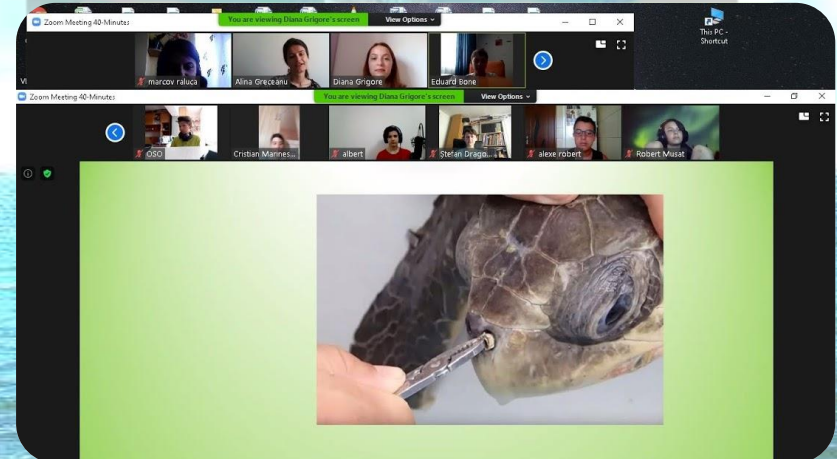 Zoom Meeting 40-Minutes
You are viewing Diana Grigore's screen
View Options
This PC -
Shortcut
marcov raluca
Alina Greceanu
Diana Grigore
Eduard Bone
Zoom Meeting 40-Minutes
You are viewing Diana Grigore's screen
View Options
OSO
Cristian Marines...
albert
Stefan Drago...
alexe robert
Robert Musat